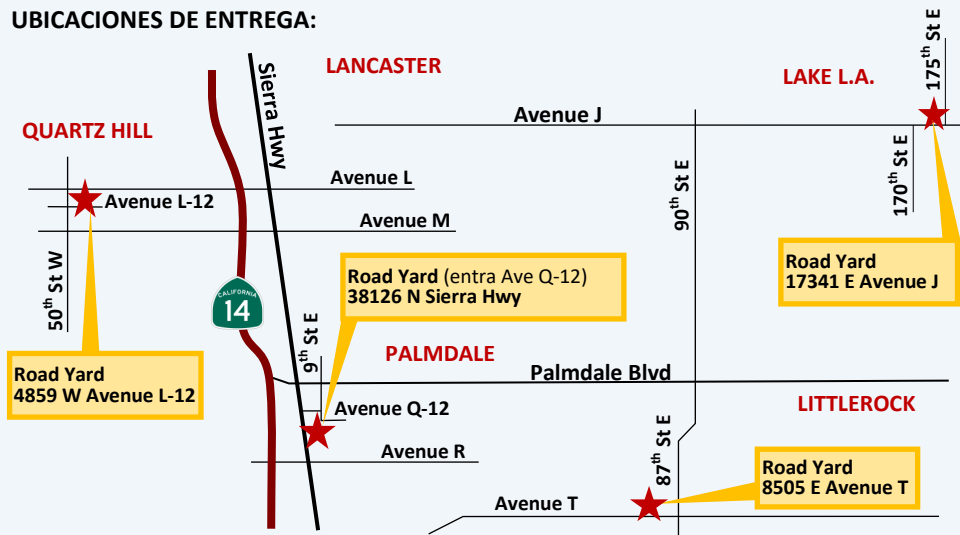 UBICACIONES DE ENTREGA:
LANCASTER
LAKE L.A.
175th St E
Sierra Hwy
QUARTZ HILL
Avenue J
Avenue L
170th St E
90th St E
Avenue L-12
Avenue M
50th St W
Road Yard (entra Ave Q-12)
38126 N Sierra Hwy
Road Yard
17341 E Avenue J
CALIFORNIA
14
9th St E
PALMDALE
Road Yard
4859 W Avenue L-12
Palmdale Blvd
LITTLEROCK
Avenue Q-12
Avenue R
87th St E
Road Yard
8505 E Avenue T
Avenue T